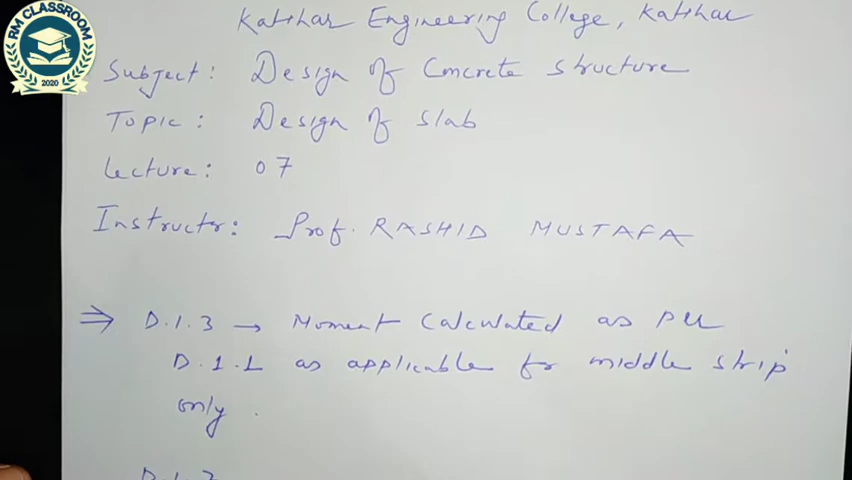 RM CLASSROOM
2020
Katihar Engineering College, Katihar
Subject: Design of Concrete structure
Topic: Design of slab
Lecture: 07
Instructor: Prof. RASHID MUSTAFA
⇒ D.1.3 → Moment Calculated as per
D.1.1 as applicable for middle strip
only.